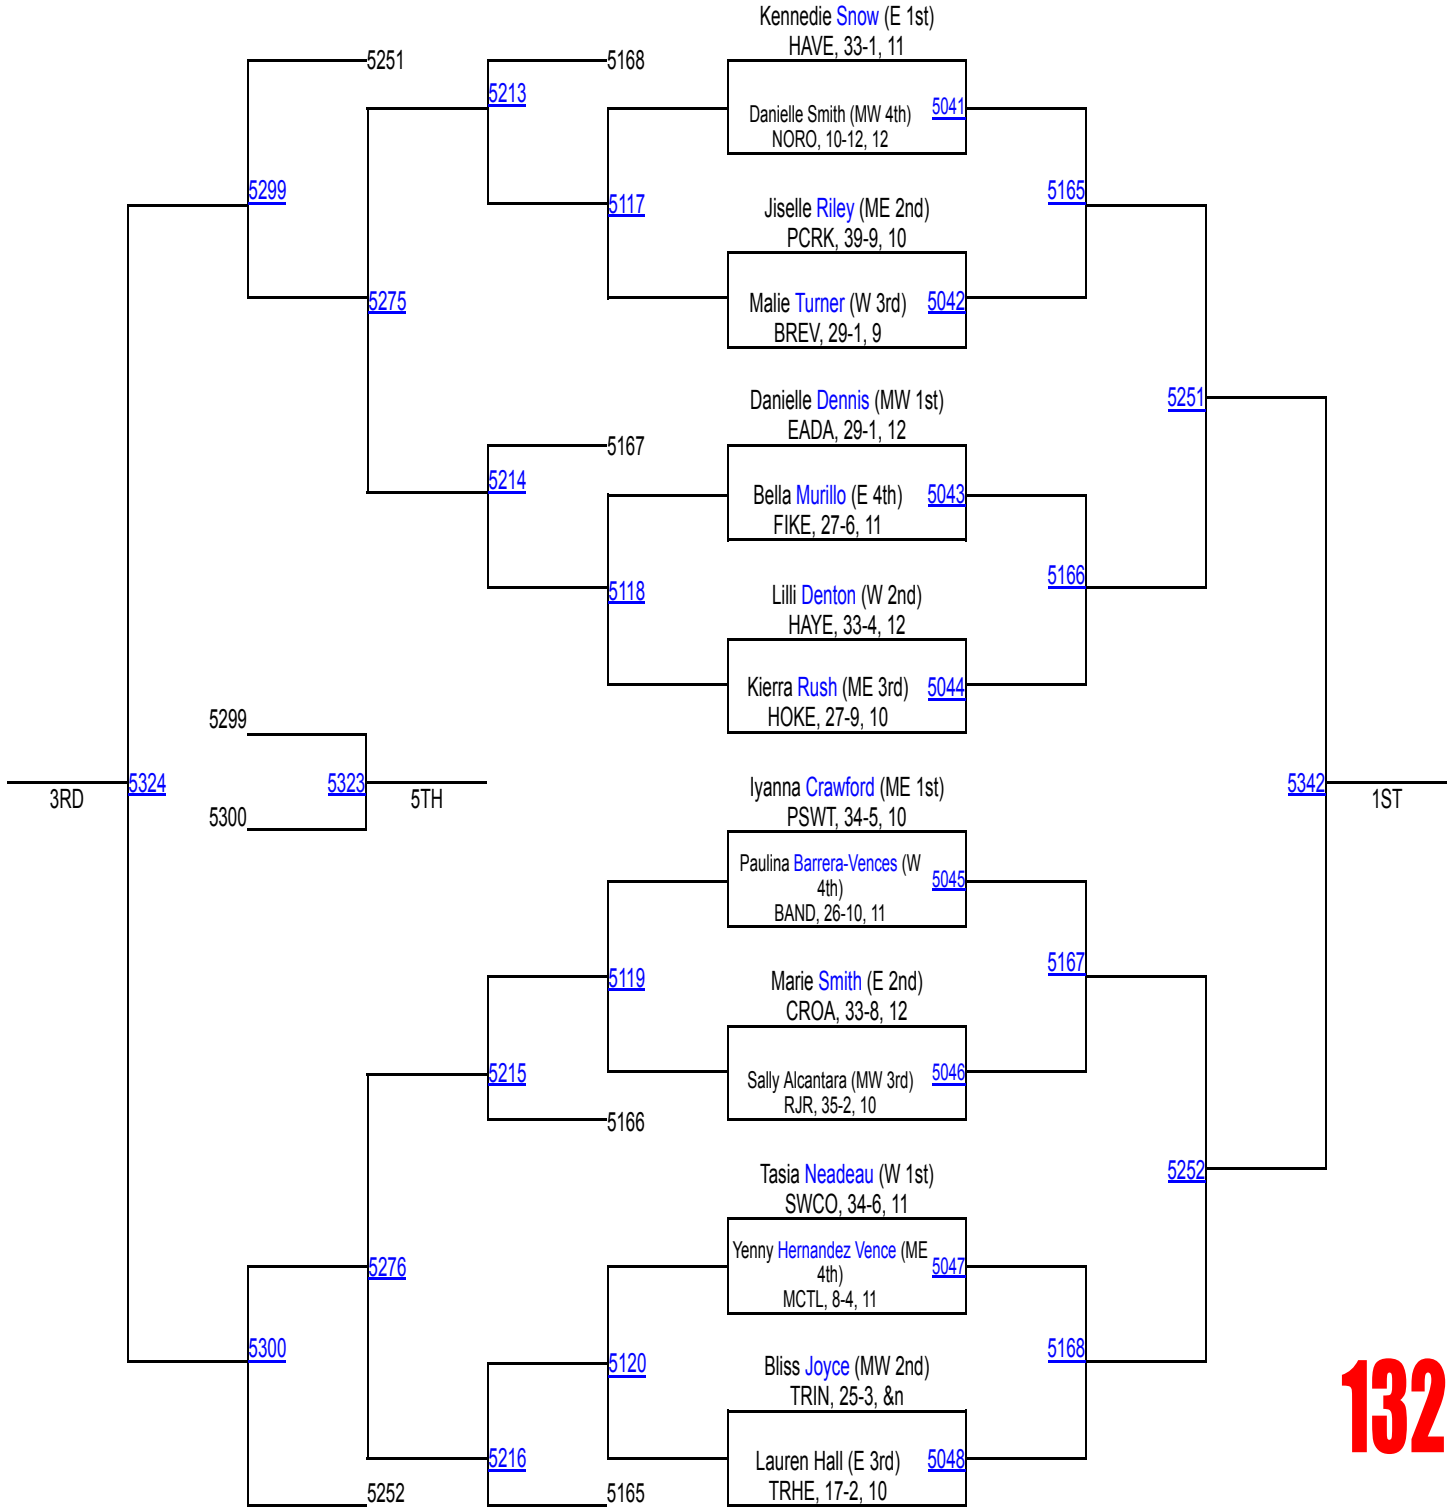 Kennedie Snow (E 1st)
HAVE, 33-1, 11
5251
5168
5213
Danielle Smith (MW 4th)
NORO, 10-12, 12
5041
5299
5117
5165
Jiselle Riley (ME 2nd)
PCRK, 39-9, 10
5275
Malie Turner (W 3rd)
BREV, 29-1, 9
5042
Danielle Dennis (MW 1st)
EADA, 29-1, 12
5251
5167
5214
Bella Murillo (E 4th)
FIKE, 27-6, 11
5043
5118
5166
Lilli Denton (W 2nd)
HAYE, 33-4, 12
Kierra Rush (ME 3rd)
HOKE, 27-9, 10
5044
5299
5324
3RD
5323
5TH
5300
Iyanna Crawford (ME 1st)
PSWT, 34-5, 10
5342
1ST
Paulina Barrera-Vences (W
4th)
BAND, 26-10, 11
5045
5119
5167
Marie Smith (E 2nd)
CROA, 33-8, 12
5215
Sally Alcantara (MW 3rd)
RJR, 35-2, 10
5046
5166
Tasia Neadeau (W 1st)
SWCO, 34-6, 11
5252
5276
Yenny Hernandez Vence (ME
4th)
MCTL, 8-4, 11
5047
5300
5120
5168
Bliss Joyce (MW 2nd)
TRIN, 25-3, &n
132
5216
Lauren Hall (E 3rd)
TRHE, 17-2, 10
5048
5252
5165